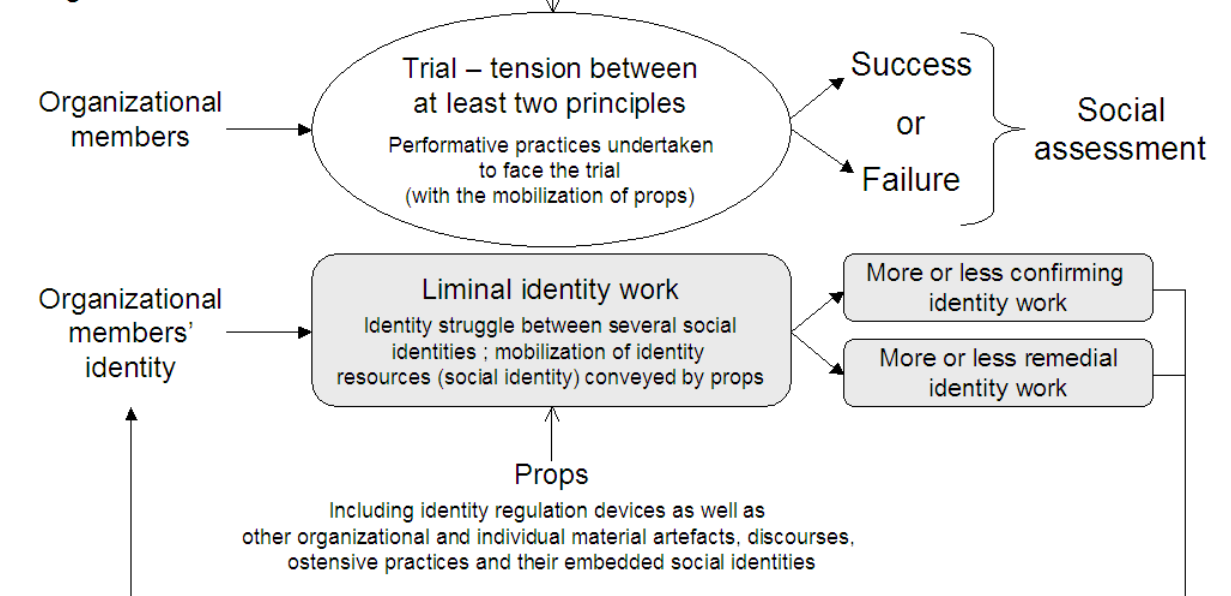 Organizational
members
Trial – tension between
at least two principles
Performative practices undertaken
to face the trial
(with the mobilization of props)
Success
or
Failure
Social
assessment
Organizational
members’
identity
Liminal identity work
Identity struggle between several social
identities ; mobilization of identity
resources (social identity) conveyed by props
More or less confirming
identity work
More or less remedial
identity work
Props
Including identity regulation devices as well as
other organizational and individual material artefacts, discourses,
ostensive practices and their embedded social identities